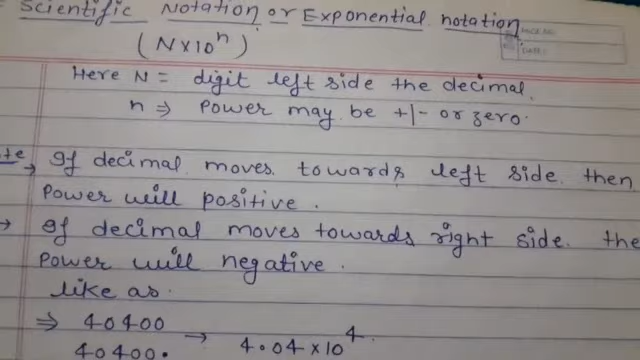 Scientific Notation or Exponential notation
(N×10ⁿ)
Here N = digit left side the decimal.
n ⇒ Power may be +/- or zero.
→ If decimal moves towards left side. then
Power will positive.
→ If decimal moves towards right side. the
Power will negative.
like as.
⇒ 40400
40400. → 4.04×10⁴